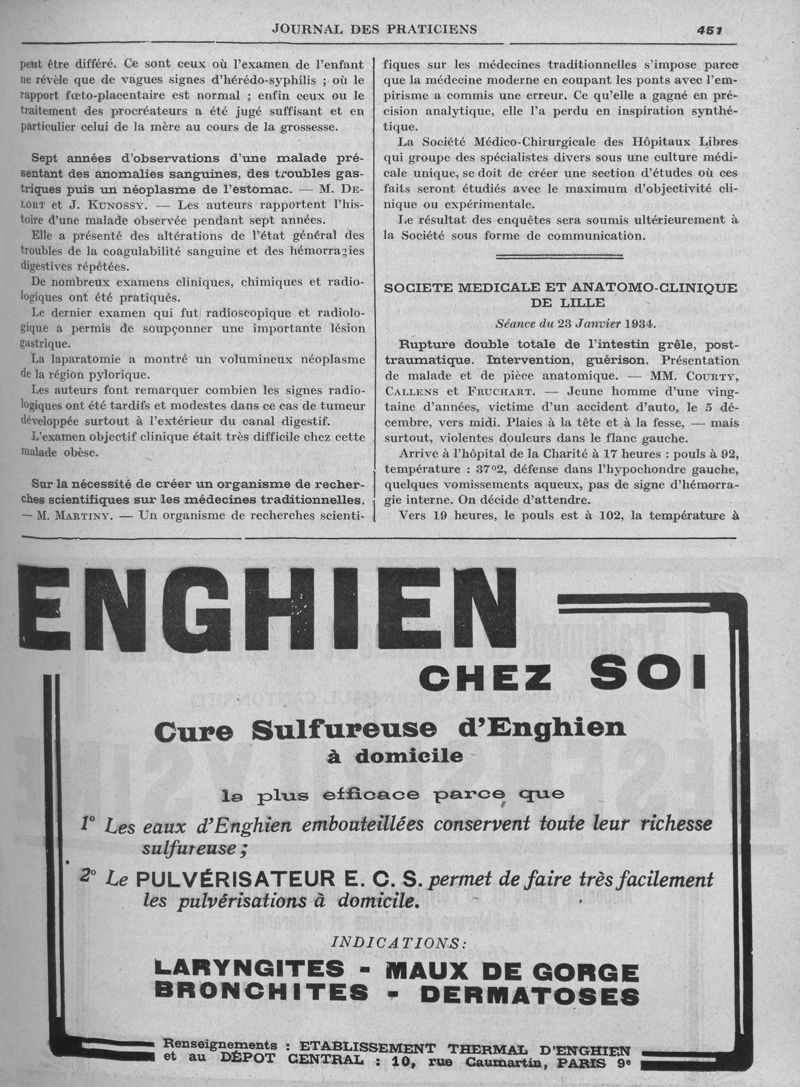 JOURNAL DES PRATICIENS
451
peut être différé. Ce sont ceux où l'examen de l'enfant
ne révèle que de vagues signes d'hérédo-syphilis ; où le
rapport fœto-placentaire est normal ; enfin ceux ou le
traitement des procréateurs a été jugé suffisant et en
particulier celui de la mère au cours de la grossesse.
Sept années d'observations d'une malade pré-
sentant des anomalies sanguines, des troubles gas-
triques puis un néoplasme de l'estomac. — M. DE-
LORT et J. KUNOSSY. — Les auteurs rapportent l'his-
toire d'une malade observée pendant sept années.
Elle a présenté des altérations de l'état général des
troubles de la coagulabilité sanguine et des hémorragies
digestives répétées.
De nombreux examens cliniques, chimiques et radio-
logiques ont été pratiqués.
Le dernier examen qui fut radioscopique et radiolo-
gique a permis de soupçonner une importante lésion
gastrique.
La laparatomie a montré un volumineux néoplasme
de la région pylorique.
Les auteurs font remarquer combien les signes radio-
logiques ont été tardifs et modestes dans ce cas de tumeur
développée surtout à l'extérieur du canal digestif.
L'examen objectif clinique était très difficile chez cette
malade obèse.
Sur la nécessité de créer un organisme de recher-
ches scientifiques sur les médecines traditionnelles.
— M. MARTINY. — Un organisme de recherches scienti-
fiques sur les médecines traditionnelles s'impose parce
que la médecine moderne en coupant les ponts avec l'em-
pirisme a commis une erreur. Ce qu'elle a gagné en pré-
cision analytique, elle l'a perdu en inspiration synthé-
tique.
La Société Médico-Chirurgicale des Hôpitaux Libres
qui groupe des spécialistes divers sous une culture médi-
cale unique, se doit de créer une section d'études où ces
faits seront étudiés avec le maximum d'objectivité cli-
nique ou expérimentale.
Le résultat des enquêtes sera soumis ultérieurement à
la Société sous forme de communication.
SOCIETE MEDICALE ET ANATOMO-CLINIQUE
DE LILLE
Séance du 23 Janvier 1934.
Rupture double totale de l'intestin grêle, post-
traumatique. Intervention, guérison. Présentation
de malade et de pièce anatomique. — MM. COURTY,
CALLENS et FRUCHART. — Jeune homme d'une ving-
taine d'années, victime d'un accident d'auto, le 5 dé-
cembre, vers midi. Plaies à la tête et à la fesse, — mais
surtout, violentes douleurs dans le flanc gauche.
Arrive à l'hôpital de la Charité à 17 heures : pouls à 92,
température : 37°2, défense dans l'hypochondre gauche,
quelques vomissements aqueux, pas de signe d'hémorra-
gie interne. On décide d'attendre.
Vers 19 heures, le pouls est à 102, la température à
ENGHIEN
CHEZ SOI
Cure Sulfureuse d'Enghien
à domicile
la plus efficace parce que
1° Les eaux d'Enghien embouteillées conservent toute leur richesse
sulfureuse ;
2° Le PULVÉRISATEUR E. C. S. permet de faire très facilement
les pulvérisations à domicile.
INDICATIONS :
LARYNGITES - MAUX DE GORGE
BRONCHITES - DERMATOSES
Renseignements : ETABLISSEMENT THERMAL D'ENGHIEN
et au DÉPOT CENTRAL : 10, rue Caumartin, PARIS 9e